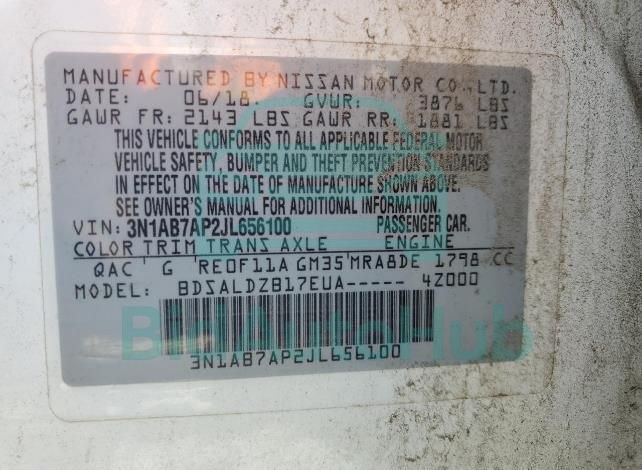 MANUFACTURED BY NISSAN MOTOR CO., LTD.
DATE: 06/18. GVWR: 3876 LBS
GAWR FR: 2143 LBS GAWR RR: 1881 LBS
THIS VEHICLE CONFORMS TO ALL APPLICABLE FEDERAL MOTOR
VEHICLE SAFETY, BUMPER AND THEFT PREVENTION STANDARDS
IN EFFECT ON THE DATE OF MANUFACTURE SHOWN ABOVE.
SEE OWNER'S MANUAL FOR ADDITIONAL INFORMATION.
VIN: 3N1AB7AP2JL656100 PASSENGER CAR.
COLOR TRIM TRANS AXLE ENGINE
QAC G RE0F11A GM35 MRA8DE 1798 CC
MODEL BDSALDZB17EUA----- 4Z000
BidAutoHub
3N1AB7AP2JL656100